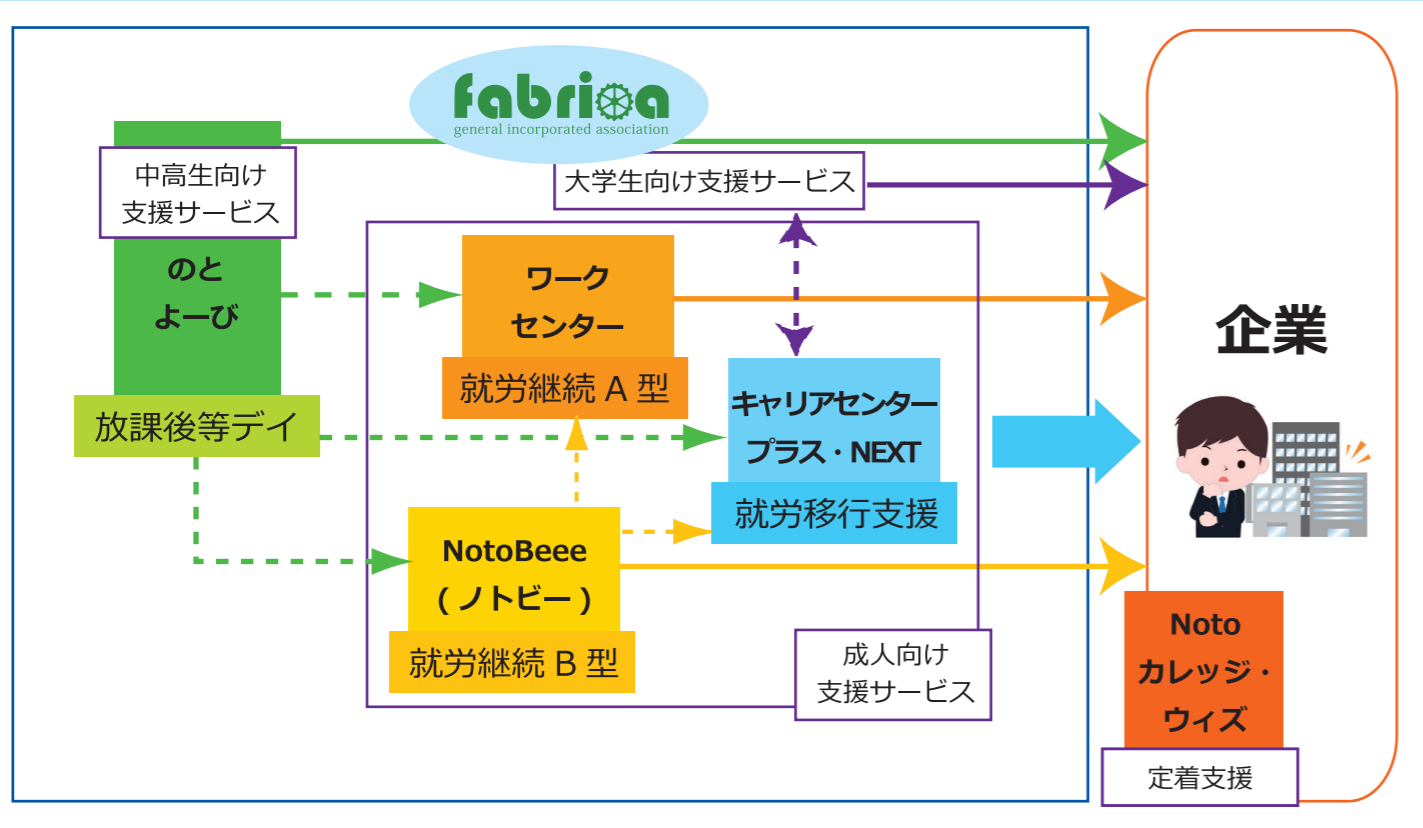 fabrica
general incorporated association
中高生向け
支援サービス
のと
よーび
放課後等デイ
大学生向け支援サービス
ワーク
センター
就労継続 A 型
キャリアセンター
プラス・NEXT
就労移行支援
NotoBeee
( ノトビー )
就労継続 B 型
成人向け
支援サービス
企業
Noto
カレッジ・
ウィズ
定着支援